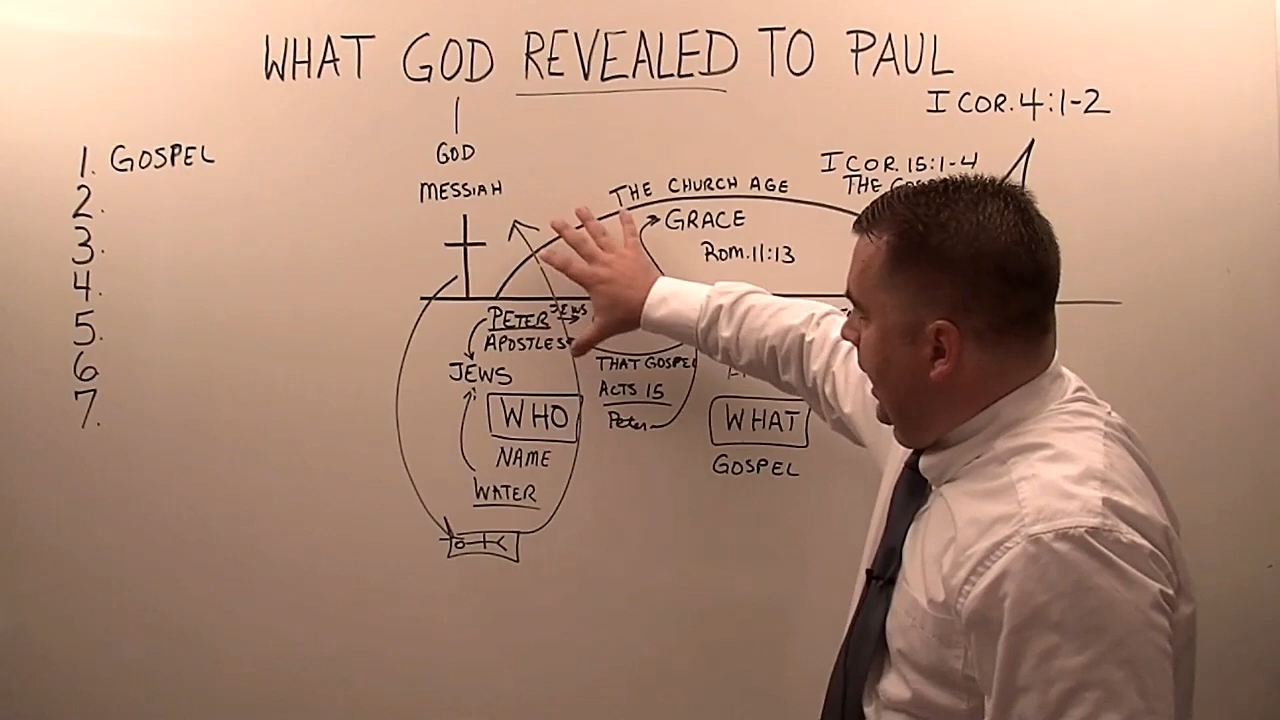 WHAT GOD REVEALED TO PAUL
I COR. 4:1-2
1. GOSPEL
2.
3.
4.
5.
6
7.
GOD
MESSIAH
THE CHURCH AGE
I COR. 15:1-4
THE
GRACE
Rom. 11:13
PETER JEWS
APOSTLES
JEWS
WHO
NAME
WATER
THAT GOSPEL
ACTS 15
Peter
WHAT
GOSPEL